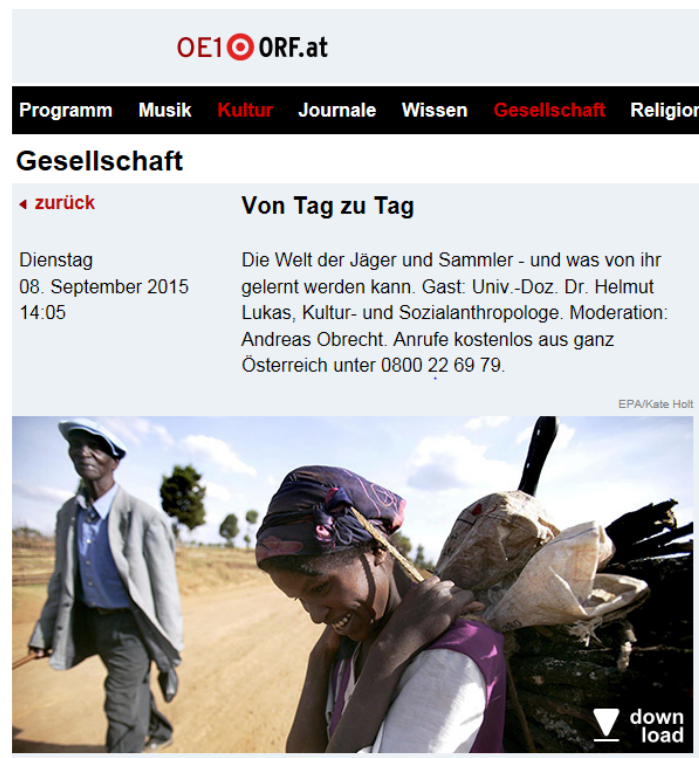 OE1 ORF.at
Programm Musik Kultur Journale Wissen Gesellschaft Religion
Gesellschaft
zurück
Von Tag zu Tag
Dienstag
08. September 2015
14:05
Die Welt der Jäger und Sammler - und was von ihr
gelernt werden kann. Gast: Univ.-Doz. Dr. Helmut
Lukas, Kultur- und Sozialanthropologe. Moderation:
Andreas Obrecht. Anrufe kostenlos aus ganz
Österreich unter 0800 22 69 79.
EPA/Kate Holt
down
load